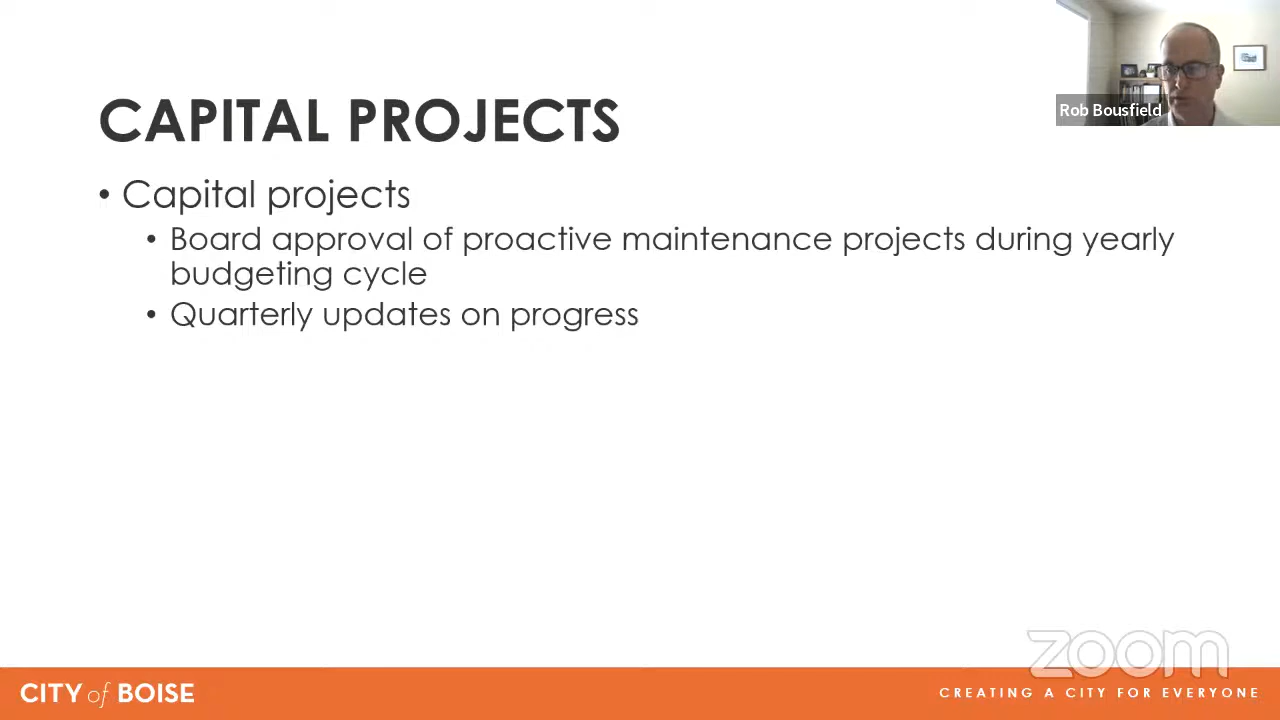 Rob Bousfield
CAPITAL PROJECTS
• Capital projects
• Board approval of proactive maintenance projects during yearly
budgeting cycle
• Quarterly updates on progress
zoom
CITY of BOISE
CREATING A CITY FOR EVERYONE